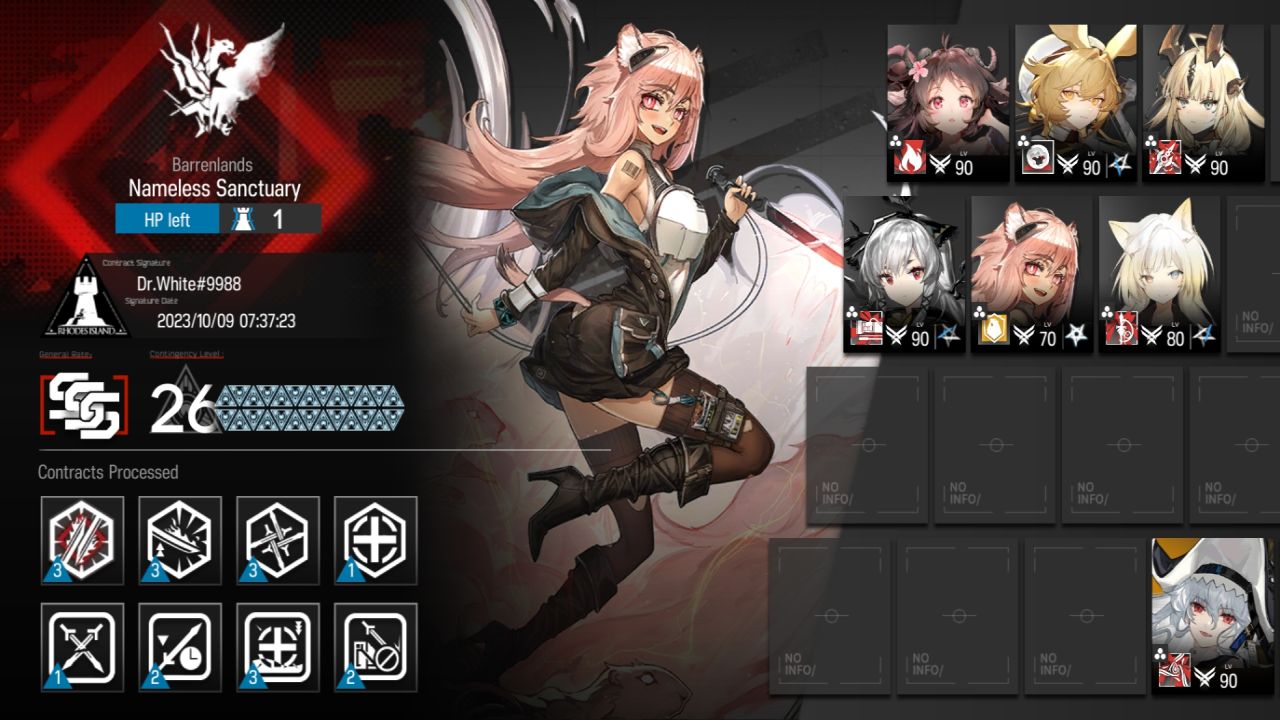 Barrenlands
Nameless Sanctuary
HP left 1
Contract Signature
Dr.White#9988
Signature Date
2023/10/09 07:37:23
RHODES ISLAND
General Rate:
Contingency Level:
26
Contracts Processed
3 3 3 1
1 2 3 2
LV 90
LV 90
LV 90
LV 90
LV 70
LV 80
NO INFO/
NO INFO/
NO INFO/
NO INFO/
NO INFO/
NO INFO/
NO INFO/
NO INFO/
LV 90